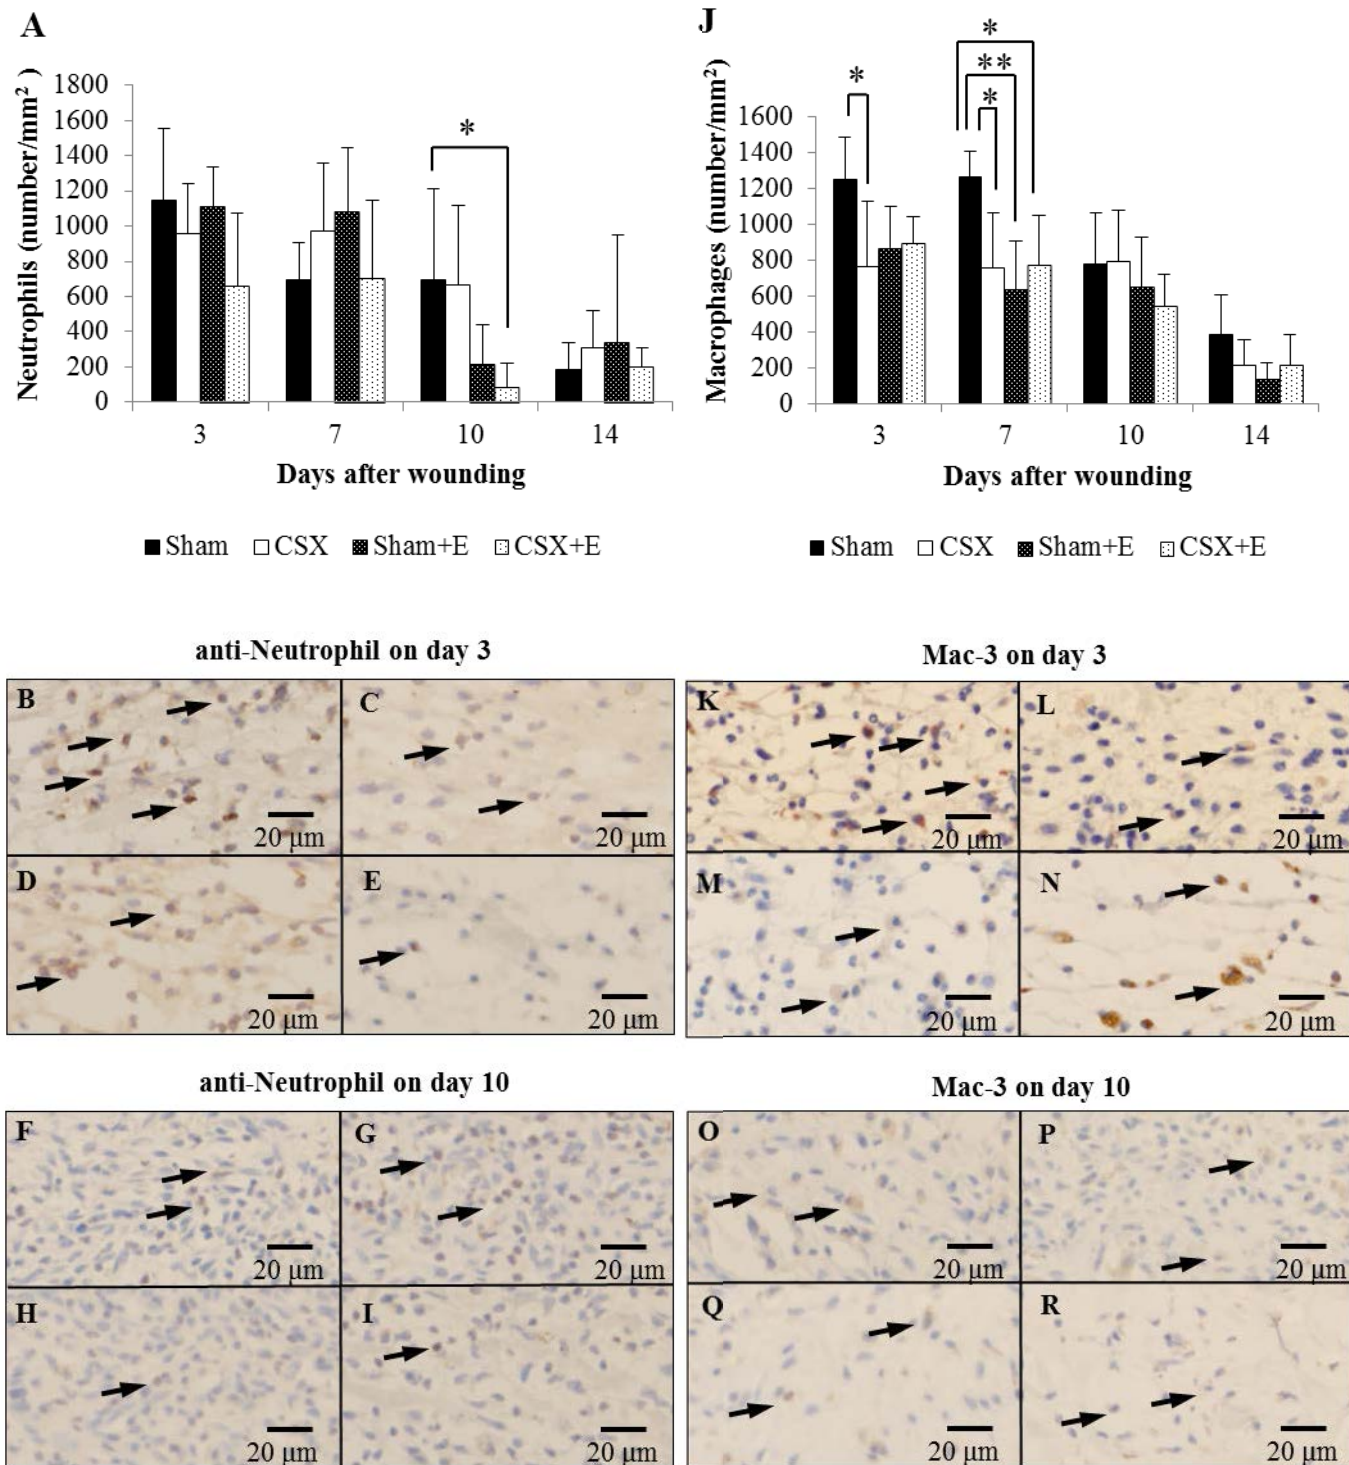 A
Neutrophils (number/mm²)
1800
1600
1400
1200
1000
800
600
400
200
0
*
3 7 10 14
Days after wounding
Sham CSX Sham+E CSX+E
J
Macrophages (number/mm²)
1600
1400
1200
1000
800
600
400
200
0
*
*
**
*
3 7 10 14
Days after wounding
Sham CSX Sham+E CSX+E
anti-Neutrophil on day 3
B
20 μm
C
20 μm
D
20 μm
E
20 μm
Mac-3 on day 3
K
20 μm
L
20 μm
M
20 μm
N
20 μm
anti-Neutrophil on day 10
F
20 μm
G
20 μm
H
20 μm
I
20 μm
Mac-3 on day 10
O
20 μm
P
20 μm
Q
20 μm
R
20 μm